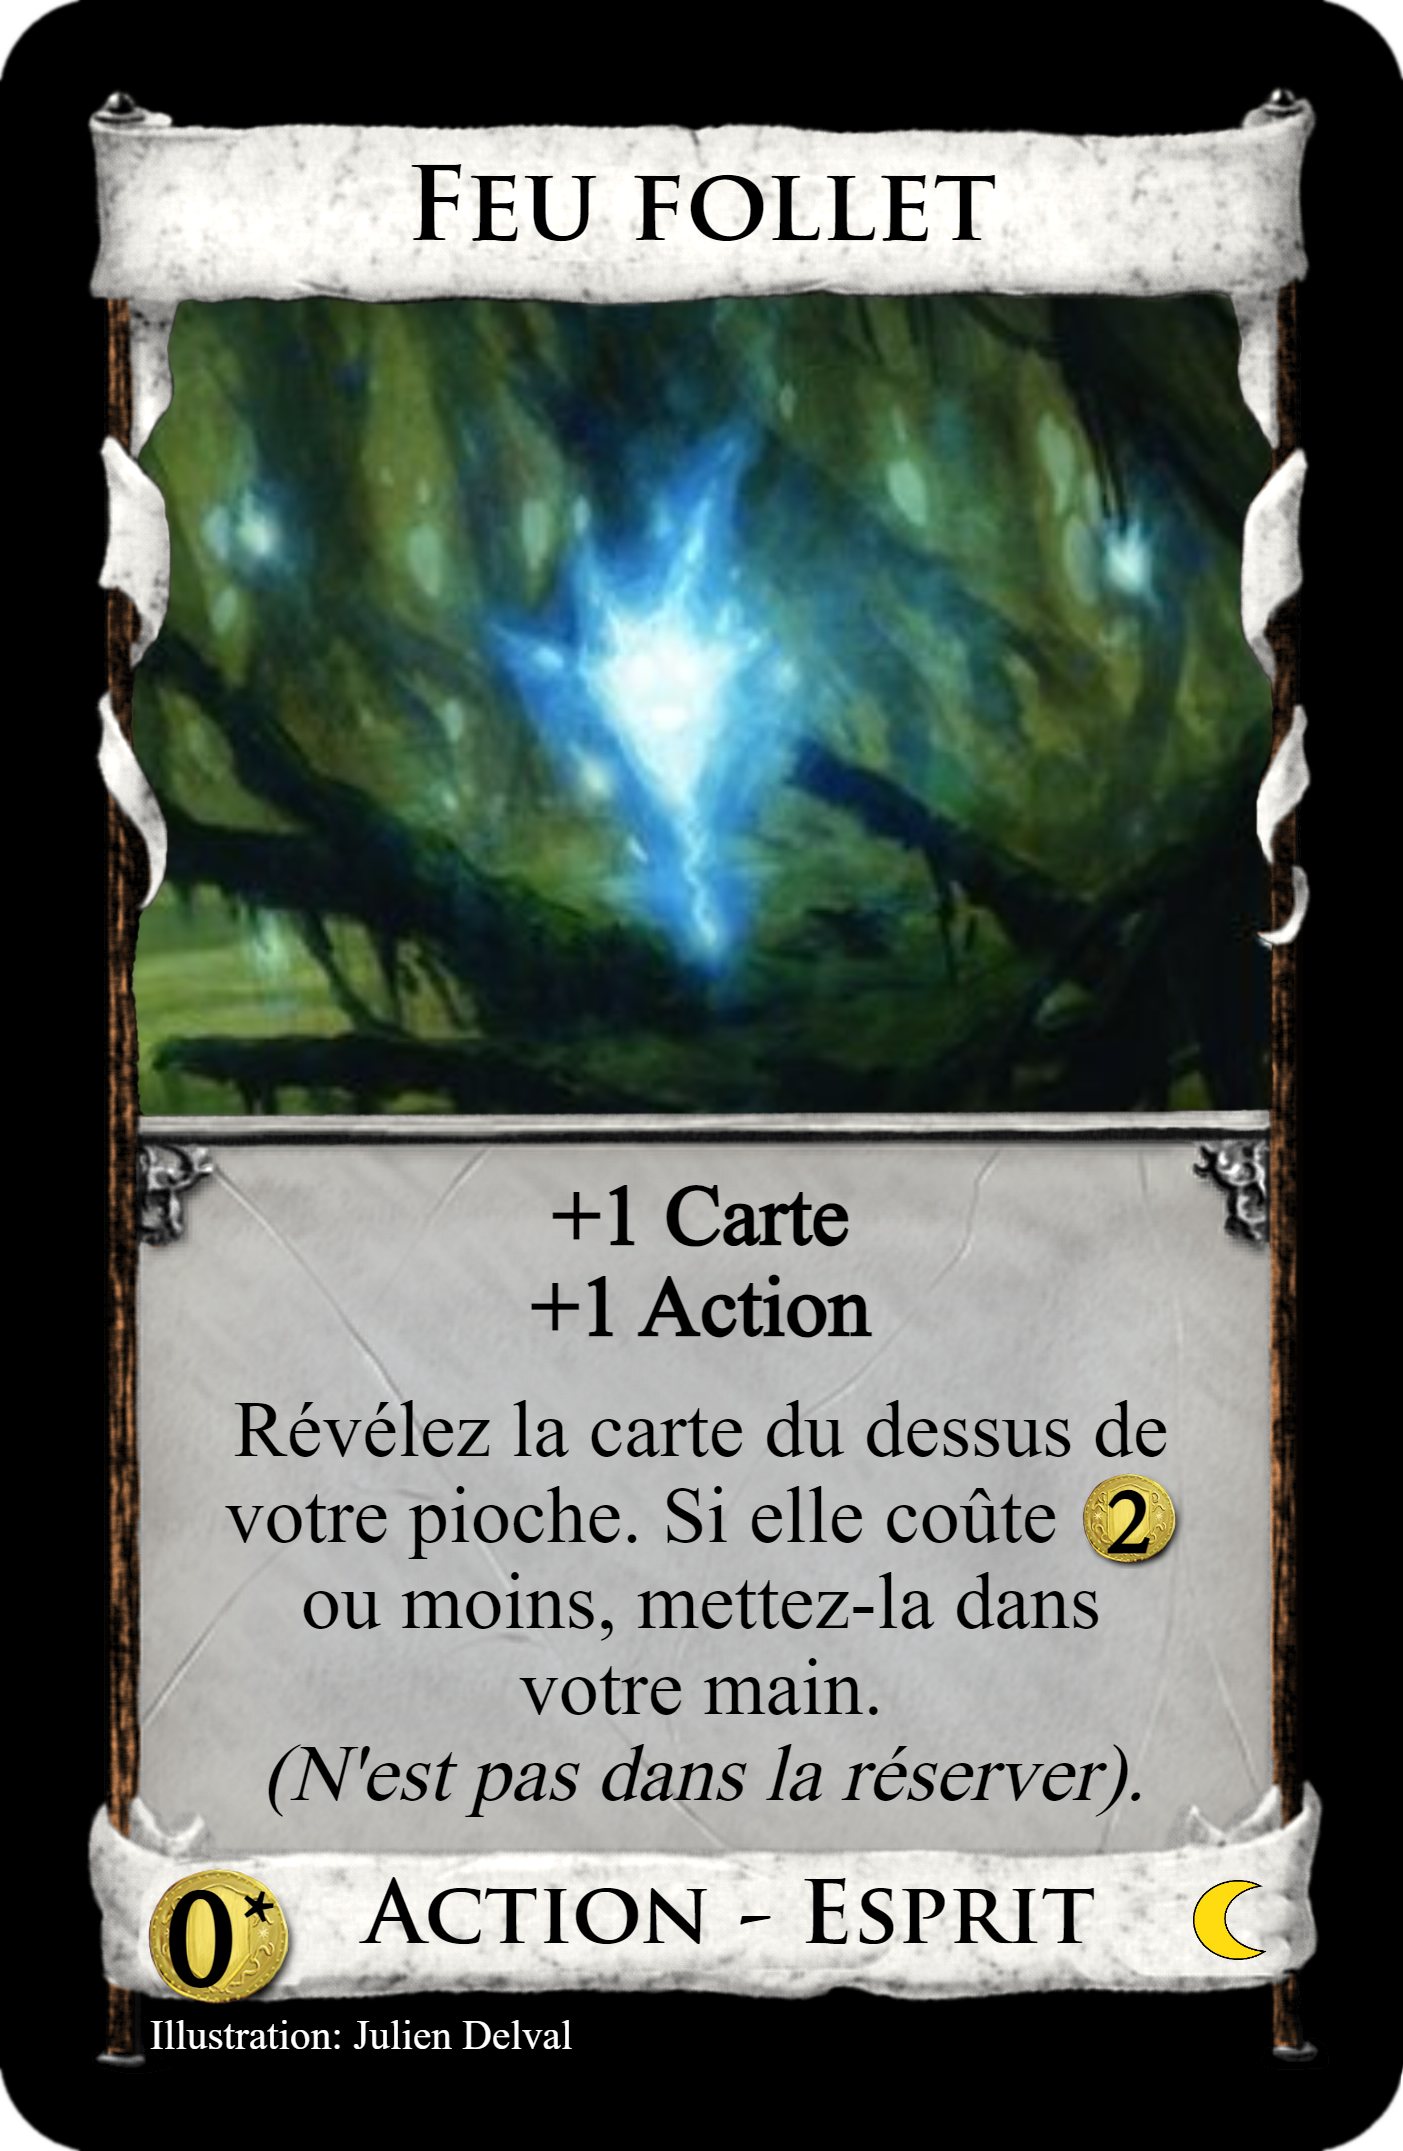 Feu follet
+1 Carte
+1 Action
Révélez la carte du dessus de
votre pioche. Si elle coûte 2
ou moins, mettez-la dans
votre main.
(N'est pas dans la réserver).
0* Action - Esprit
Illustration: Julien Delval